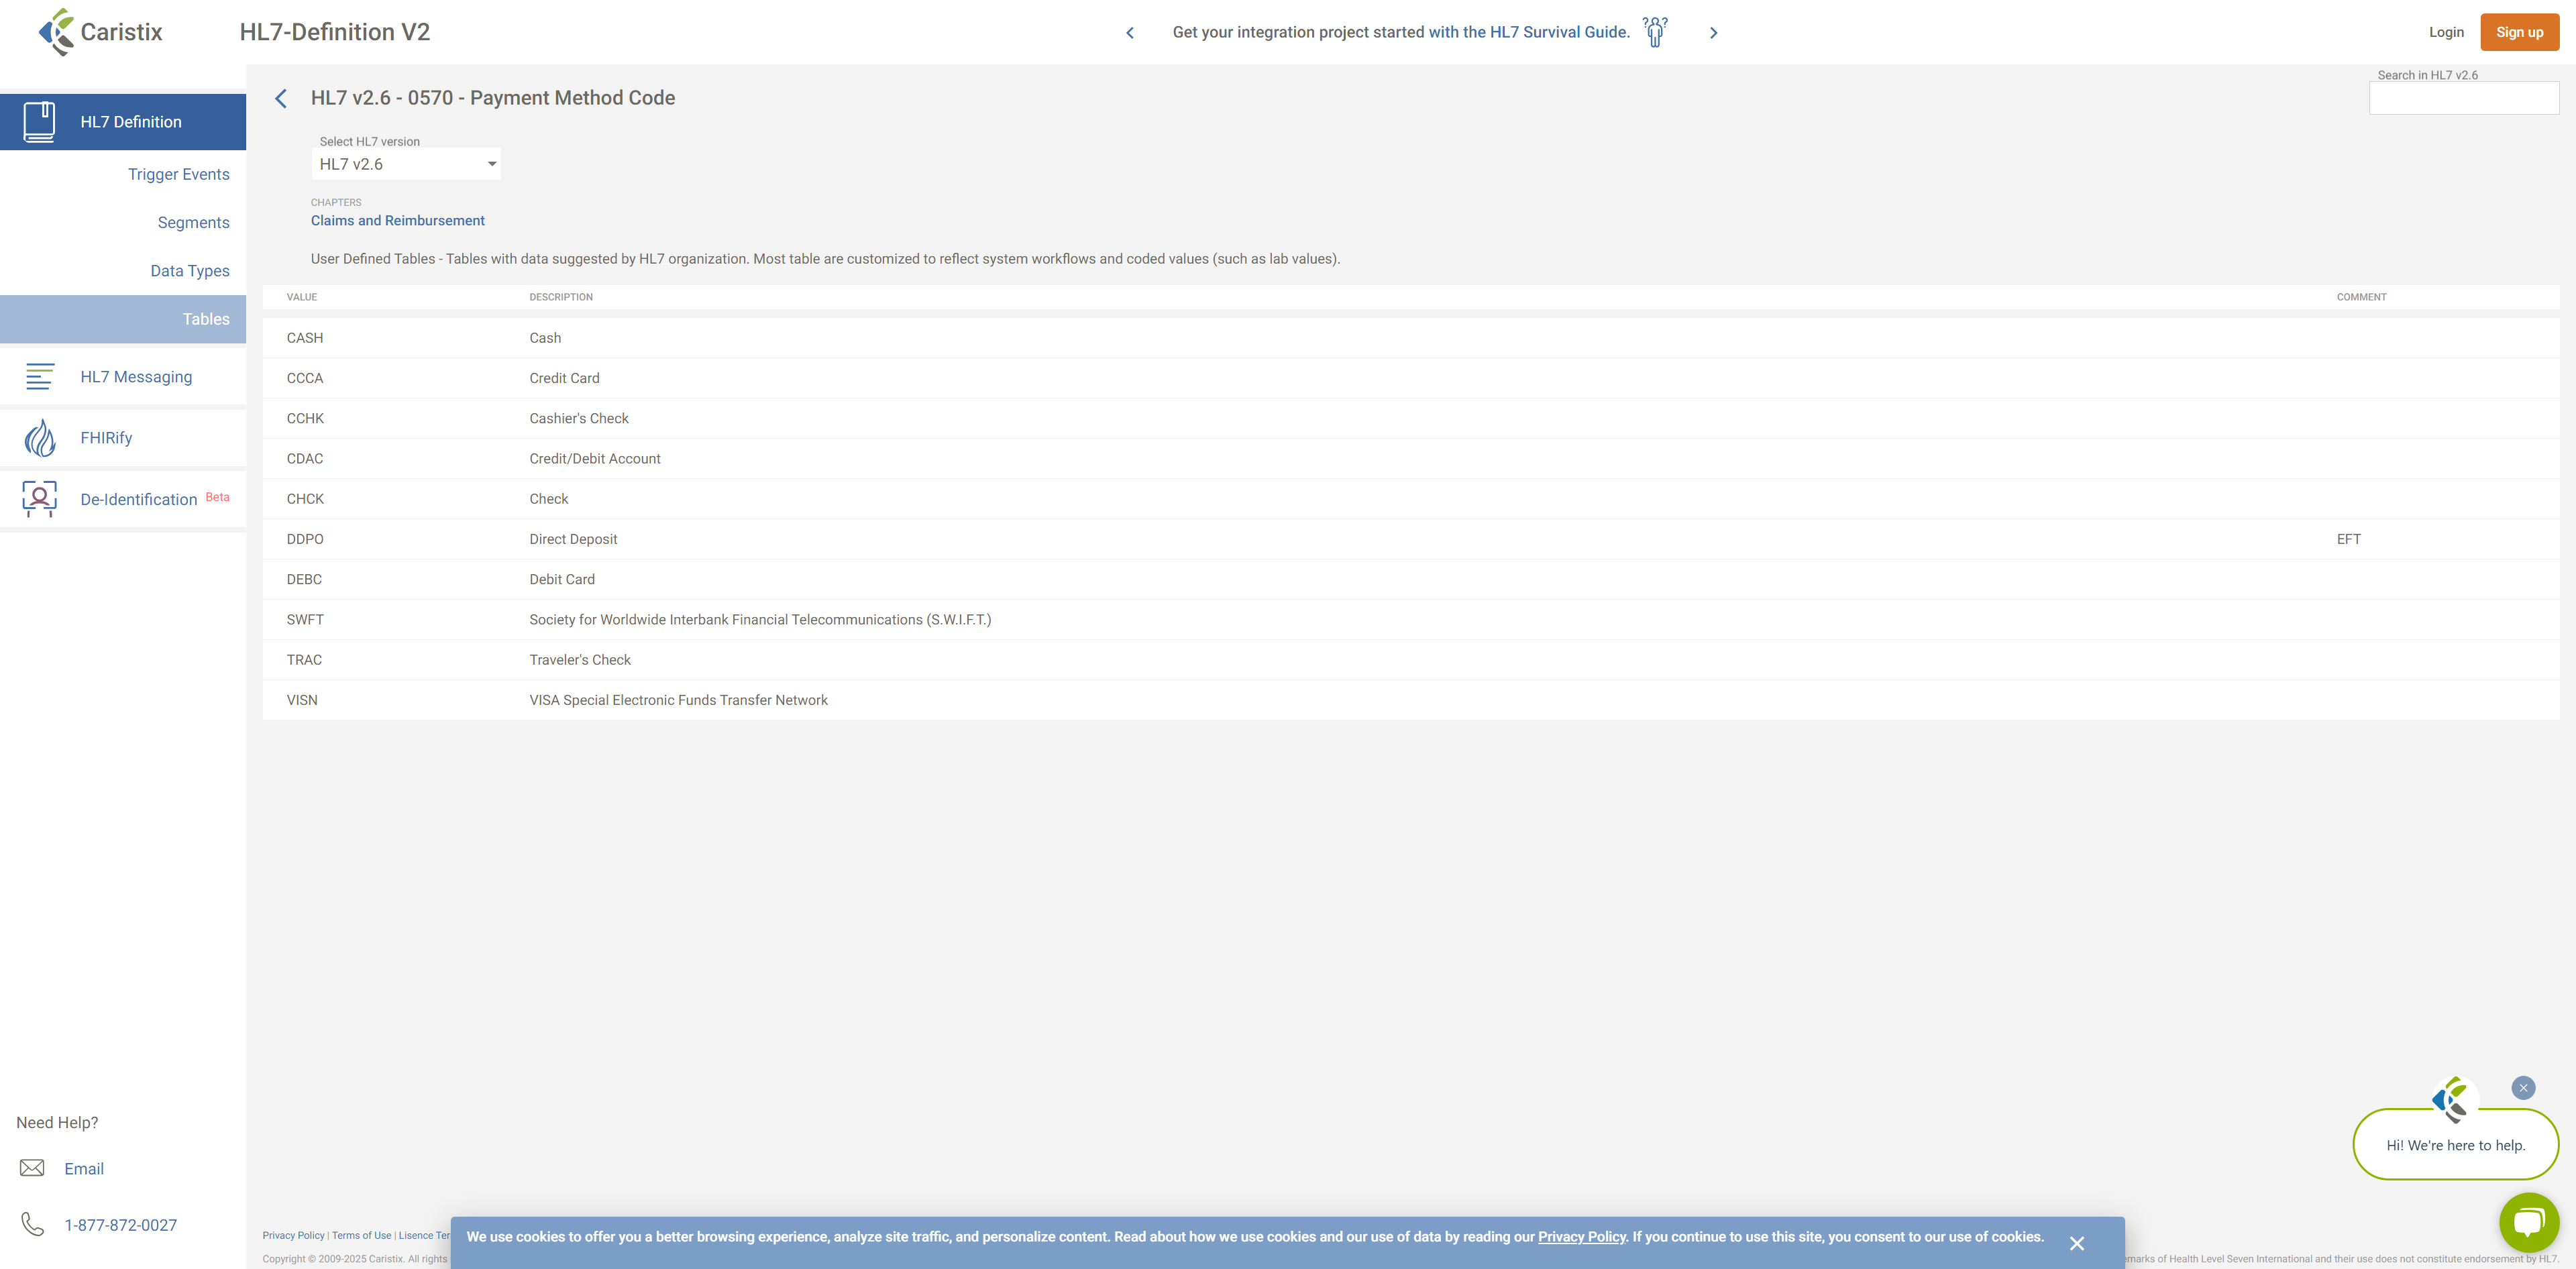 Caristix
HL7-Definition V2
Get your integration project started with the HL7 Survival Guide.
Login
Sign up
HL7 Definition
Trigger Events
Segments
Data Types
Tables
HL7 Messaging
FHIRify
De-Identification Beta
Need Help?
Email
1-877-872-0027
HL7 v2.6 - 0570 - Payment Method Code
Search in HL7 v2.6
Select HL7 version
HL7 v2.6
CHAPTERS
Claims and Reimbursement
User Defined Tables - Tables with data suggested by HL7 organization. Most table are customized to reflect system workflows and coded values (such as lab values).
VALUE DESCRIPTION COMMENT
CASH Cash
CCCA Credit Card
CCHK Cashier's Check
CDAC Credit/Debit Account
CHCK Check
DDPO Direct Deposit EFT
DEBC Debit Card
SWFT Society for Worldwide Interbank Financial Telecommunications (S.W.I.F.T.)
TRAC Traveler's Check
VISN VISA Special Electronic Funds Transfer Network
Hi! We're here to help.
Privacy Policy | Terms of Use | Lisence
We use cookies to offer you a better browsing experience, analyze site traffic, and personalize content. Read about how we use cookies and our use of data by reading our Privacy Policy. If you continue to use this site, you consent to our use of cookies.
Copyright © 2009-2025 Caristix. All rights
of Health Level Seven International and their use does not constitute endorsement by HL7.